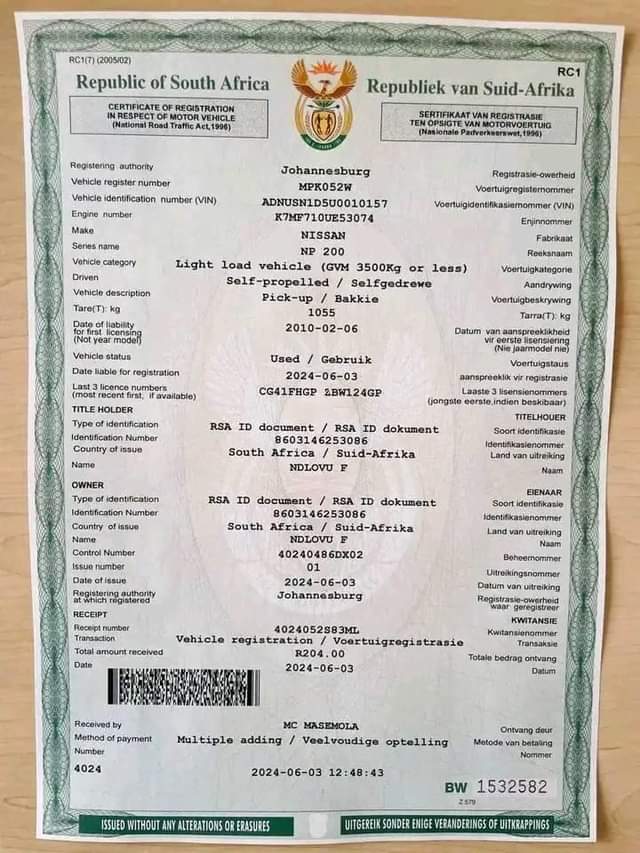 RC1(7) (2005/02)
RC1
Republic of South Africa
Republiek van Suid-Afrika
CERTIFICATE OF REGISTRATION
IN RESPECT OF MOTOR VEHICLE
(National Road Traffic Act,1996)
SERTIFIKAAT VAN REGISTRASIE
TEN OPSIGTE VAN MOTORVOERTUIG
(Nasionale Padverkeerswet,1996)
Registering authority Johannesburg Registrasie-owerheid
Vehicle register number MPK052W Voertuigregisternommer
Vehicle identification number (VIN) ADNUSN1D5U0010157 Voertuigidentifikasiernommer (VIN)
Engine number K7MF710UE53074 Enjinnommer
Make NISSAN Fabrikaat
Series name NP 200 Reeksnaam
Vehicle category Light load vehicle (GVM 3500Kg or less) Voertuigkategorie
Driven Self-propelled / Selfgedrewe Aandrywing
Vehicle description Pick-up / Bakkie Voertuigbeskrywing
Tare(T): kg 1055 Tarra(T): kg
Date of liability
for first licensing
(Not year model)
2010-02-06
Datum van aanspreeklikheid
vir eerste lisensiering
(Nie jaarmodel nie)
Vehicle status Used / Gebruik Voertuigstaus
Date liable for registration 2024-06-03 aanspreeklik vir registrasie
Last 3 licence numbers
(most recent first, if available)
CG41FHGP ZBW124GP
Laaste 3 lisensienommers
(jongste eerste,indien beskibaar)
TITLE HOLDER TITELHOUER
Type of identification RSA ID document / RSA ID dokument Soort identifikasie
Identification Number 8603146253086 Identifikasienommer
Country of issue South Africa / Suid-Afrika Land van uitreiking
Name NDLOVU F Naam
OWNER EIENAAR
Type of identification RSA ID document / RSA ID dokument Soort identifikasie
Identification Number 8603146253086 Identifikasienommer
Country of issue South Africa / Suid-Afrika Land van uitreiking
Name NDLOVU F Naam
Control Number 40240486DX02 Beheernommer
Issue number 01 Uitreikingsnommer
Date of issue 2024-06-03 Datum van uitreiking
Registering authority
at which registered
Johannesburg
Registrasie-owerheid
waar geregistreer
RECEIPT KWITANSIE
Receipt number 4024052S83ML Kwitansienommer
Transaction Vehicle registration / Voertuigregistrasie Transaksie
Total amount received R204.00 Totale bedrag ontvang
Date 2024-06-03 Datum
Received by MC MASEMOLA Ontvang deur
Method of payment Multiple adding / Veelvoudige optelling Metode van betaling
Number Nommer
4024 2024-06-03 12:48:43
BW 1532582
Z 579
ISSUED WITHOUT ANY ALTERATIONS OR ERASURES
UITGEREIK SONDER ENIGE VERANDERINGS OF UITKRAPPINGS